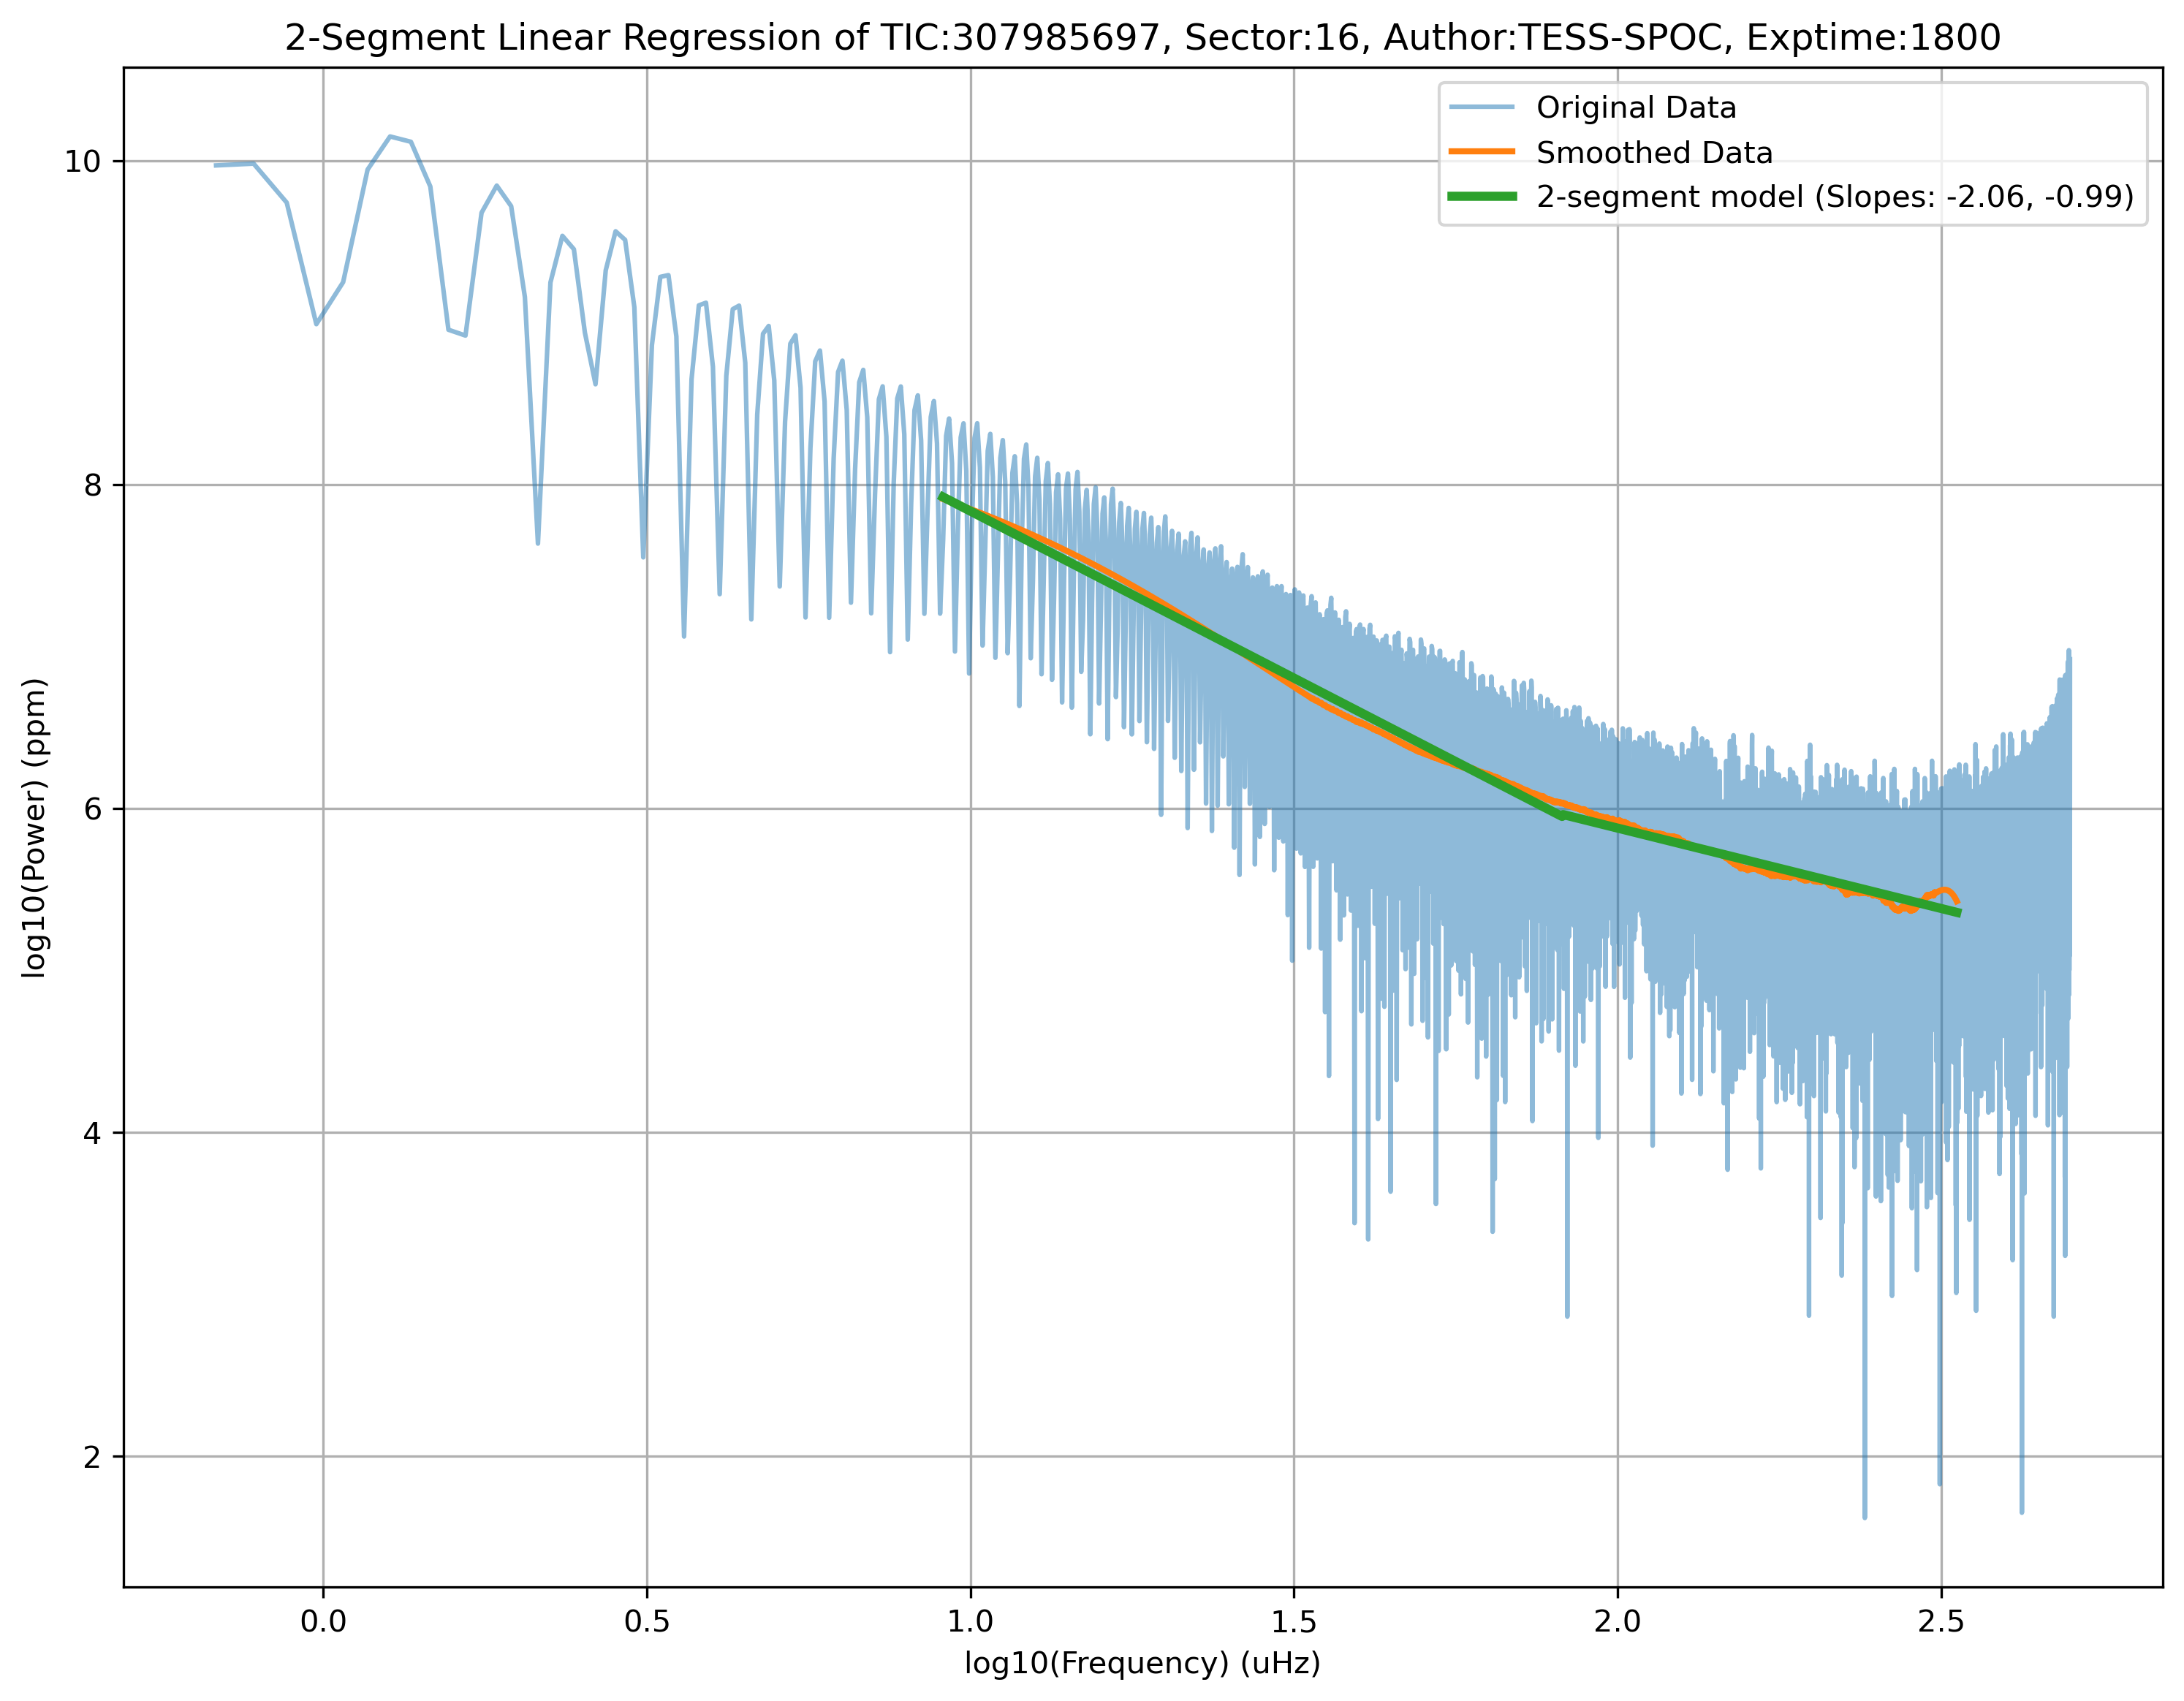 2-Segment Linear Regression of TIC:307985697, Sector:16, Author:TESS-SPOC, Exptime:1800
Original Data
Smoothed Data
2-segment model (Slopes: -2.06, -0.99)
log10(Power) (ppm)
10
8
6
4
2
0.0 0.5 1.0 1.5 2.0 2.5
log10(Frequency) (uHz)